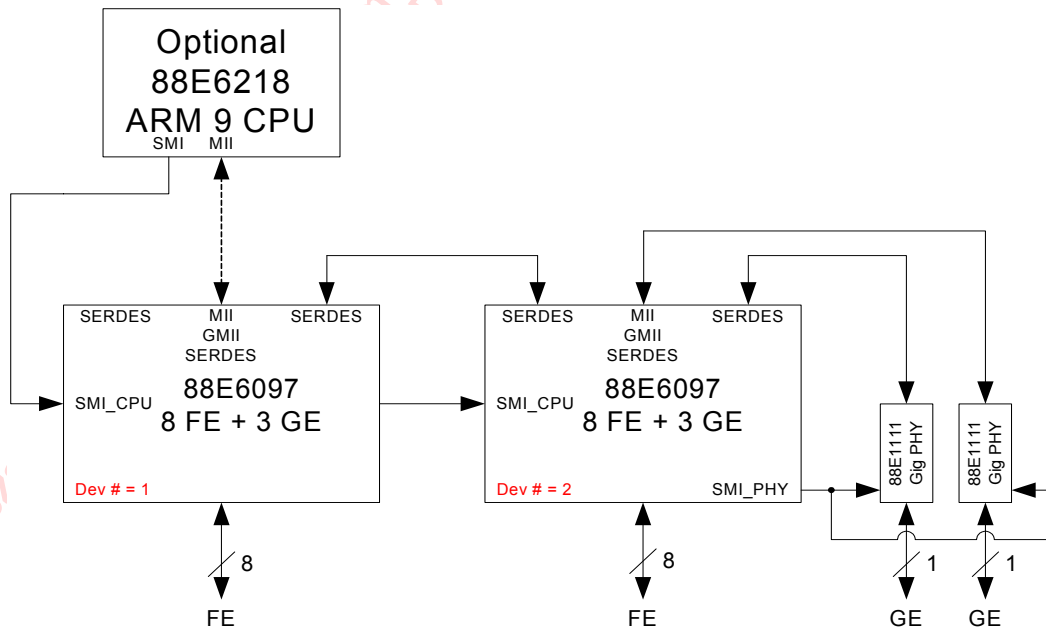 Optional
88E6218
ARM 9 CPU
SMI MII
SERDES MII SERDES
GMII
SERDES
88E6097
SMI_CPU
8 FE + 3 GE
Dev # = 1
8
FE
SERDES MII SERDES
GMII
SERDES
88E6097
SMI_CPU
8 FE + 3 GE
Dev # = 2 SMI_PHY
8
FE
88E1111
Gig PHY
1
GE
88E1111
Gig PHY
1
GE